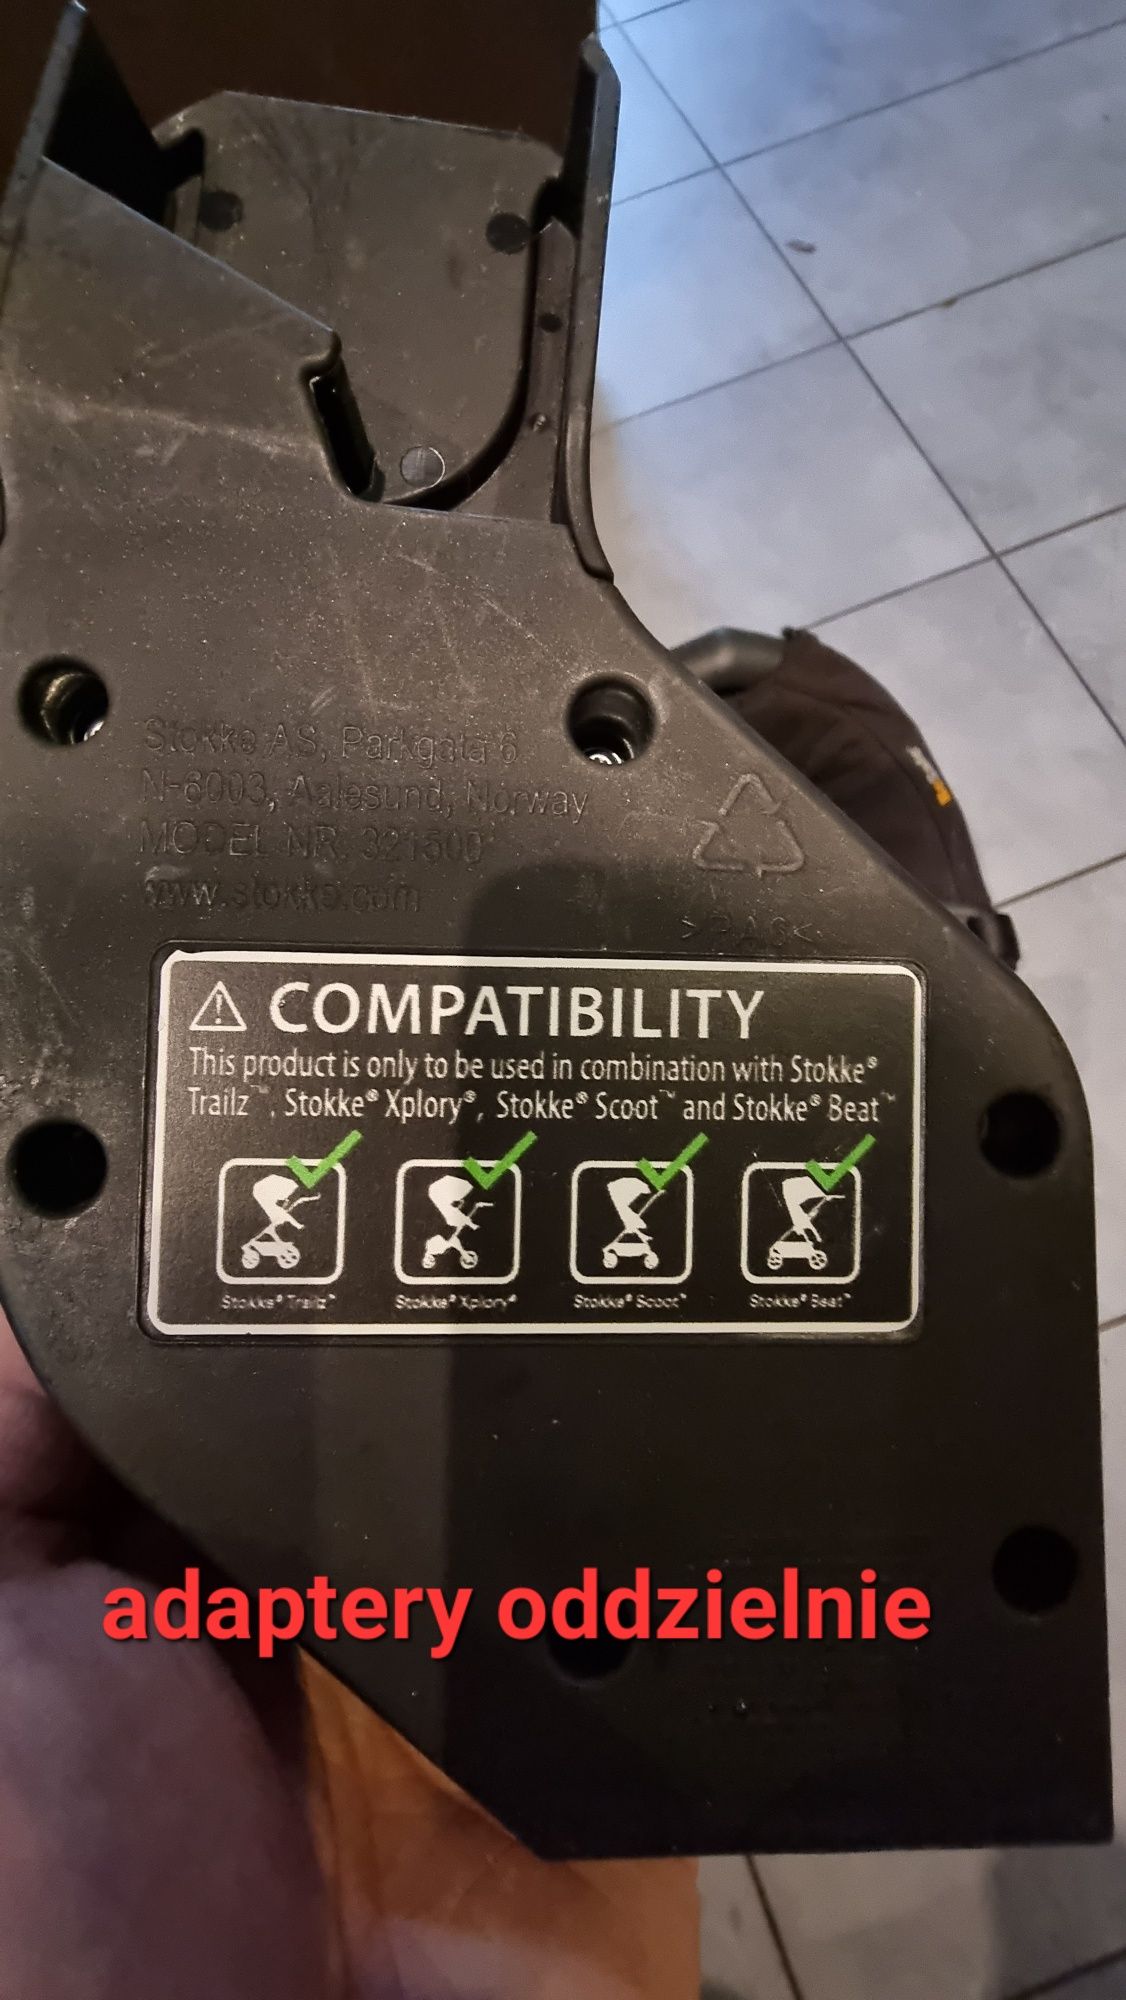 Stokke AS, Parkgata 6
N-6003, Aalesund, Norway
MODEL NR. 321500
www.stokke.com
COMPATIBILITY
This product is only to be used in combination with Stokke®
Trailz™, Stokke® Xplory®, Stokke® Scoot™ and Stokke® Beat™
Stokke® Trailz™ Stokke® Xplory® Stokke® Scoot™ Stokke® Beat™
adaptery oddzielnie